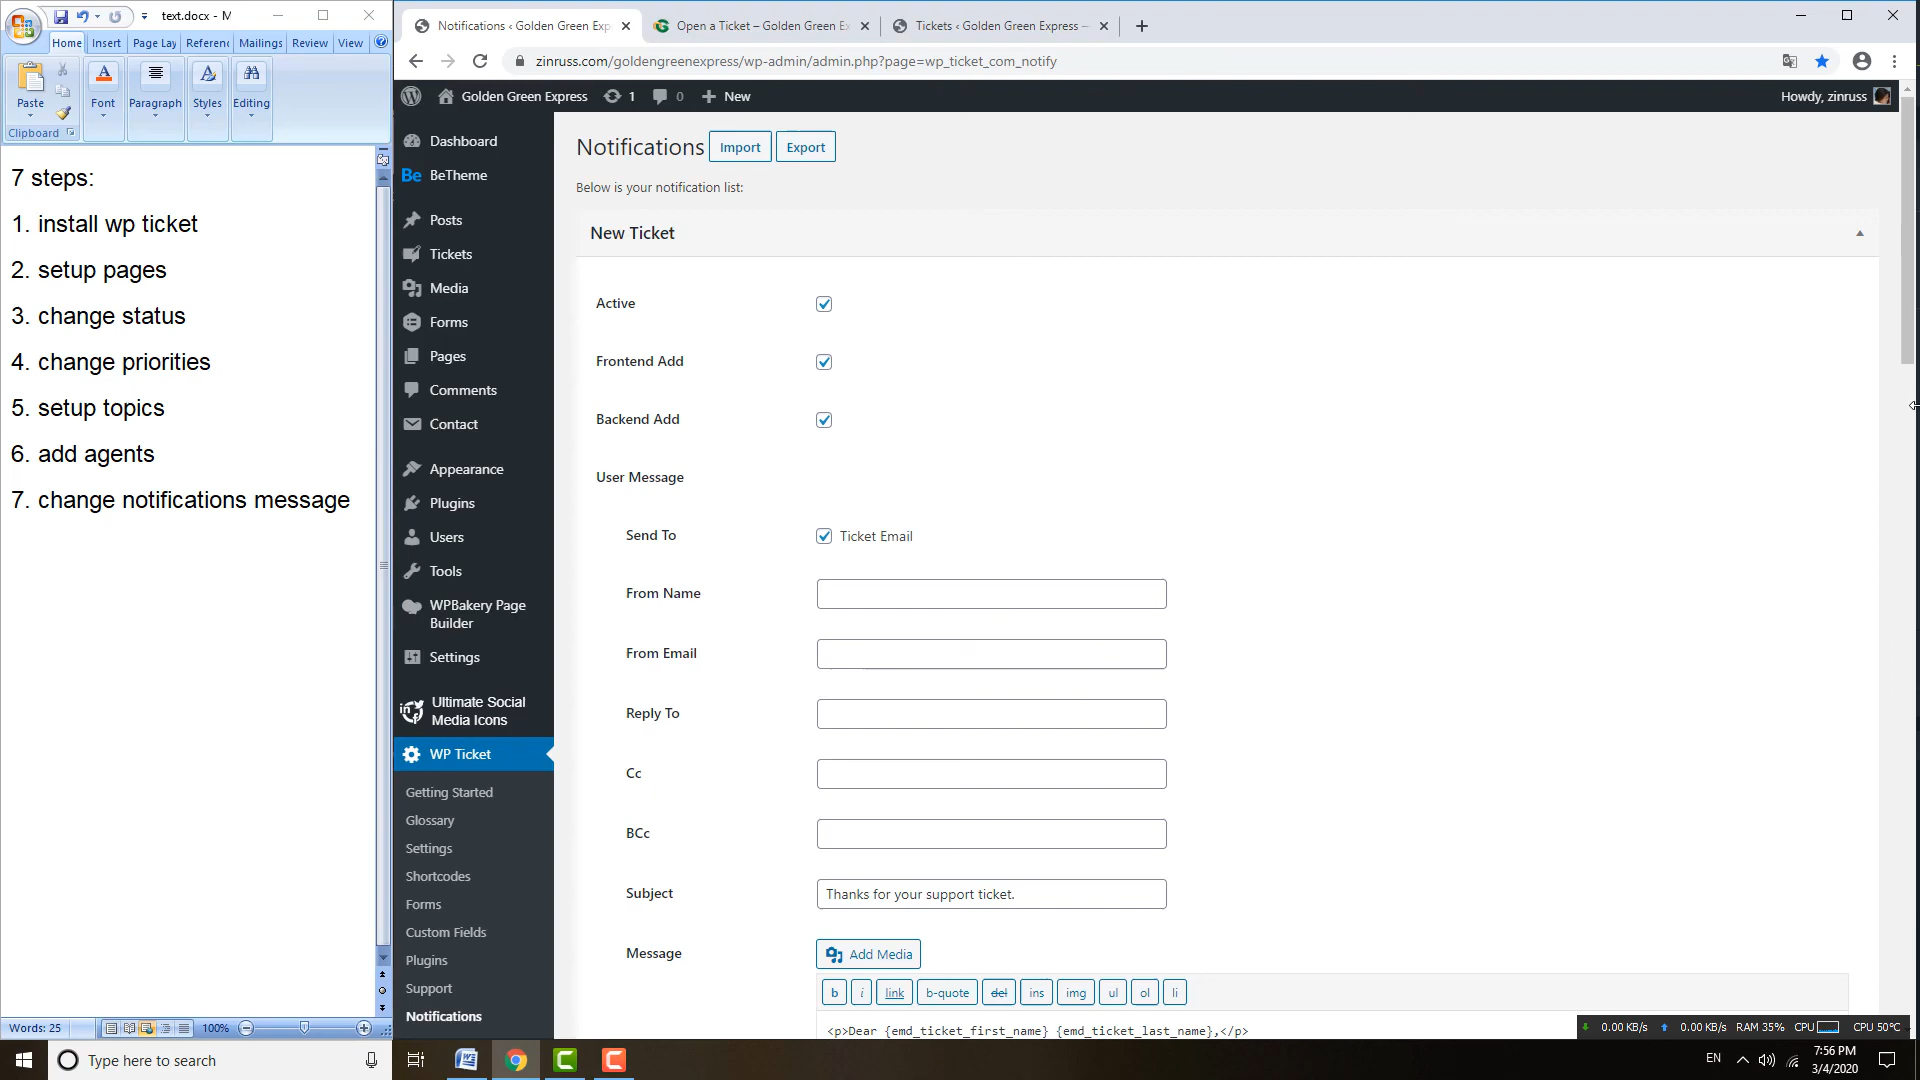 text.docx - M
Home
Insert
Page Lay
Referenc
Mailings
Review
View
Paste
Font
Paragraph
Styles
Editing
Clipboard
7 steps:
1. install wp ticket
2. setup pages
3. change status
4. change priorities
5. setup topics
6. add agents
7. change notifications message
Words: 25
100%
Notifications ‹ Golden Green Exp
Open a Ticket – Golden Green Ex
Tickets ‹ Golden Green Express —
zinruss.com/goldengreenexpress/wp-admin/admin.php?page=wp_ticket_com_notify
Golden Green Express
1
0
New
Howdy, zinruss
Dashboard
Be BeTheme
Posts
Tickets
Media
Forms
Pages
Comments
Contact
Appearance
Plugins
Users
Tools
WPBakery Page
Builder
Settings
Ultimate Social
Media Icons
WP Ticket
Getting Started
Glossary
Settings
Shortcodes
Forms
Custom Fields
Plugins
Support
Notifications
Notifications
Import
Export
Below is your notification list:
New Ticket
Active
Frontend Add
Backend Add
User Message
Send To
Ticket Email
From Name
From Email
Reply To
Cc
BCc
Subject
Thanks for your support ticket.
Message
Add Media
b
i
link
b-quote
del
ins
img
ul
ol
li
<p>Dear {emd_ticket_first_name} {emd_ticket_last_name},</p>
0.00 KB/s
0.00 KB/s
RAM 35%
CPU
CPU 50°C
Type here to search
EN
7:56 PM
3/4/2020